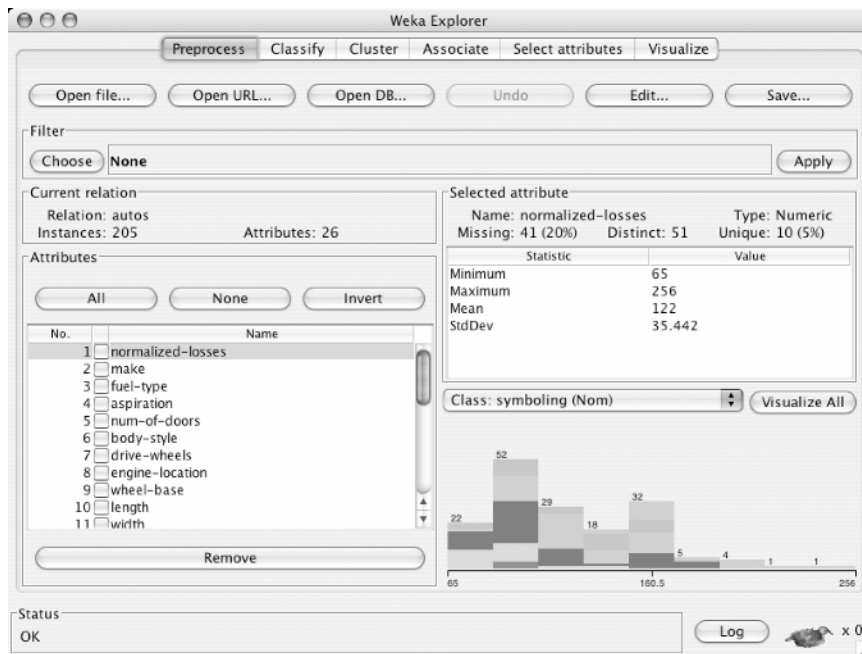 Weka Explorer
Preprocess Classify Cluster Associate Select attributes Visualize
Open file... Open URL... Open DB... Undo Edit... Save...
Filter
Choose None Apply
Current relation
Relation: autos
Instances: 205 Attributes: 26
Attributes
All None Invert
No. Name
1 normalized-losses
2 make
3 fuel-type
4 aspiration
5 num-of-doors
6 body-style
7 drive-wheels
8 engine-location
9 wheel-base
10 length
11 width
Remove
Selected attribute
Name: normalized-losses Type: Numeric
Missing: 41 (20%) Distinct: 51 Unique: 10 (5%)
Statistic Value
Minimum 65
Maximum 256
Mean 122
StdDev 35.442
Class: symboling (Nom) Visualize All
22 52 29 18 32 5 4 1 1
65 160.5 256
Status
OK
Log x 0